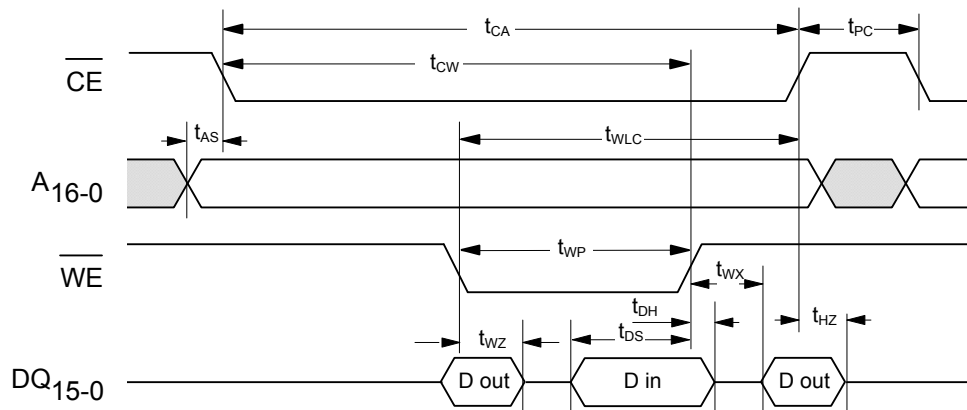 tCA
tPC
CE
tCW
tAS
tWLC
A16-0
WE
tWP
tWX
tDH
tHZ
tWZ
tDS
DQ15-0
D out
D in
D out